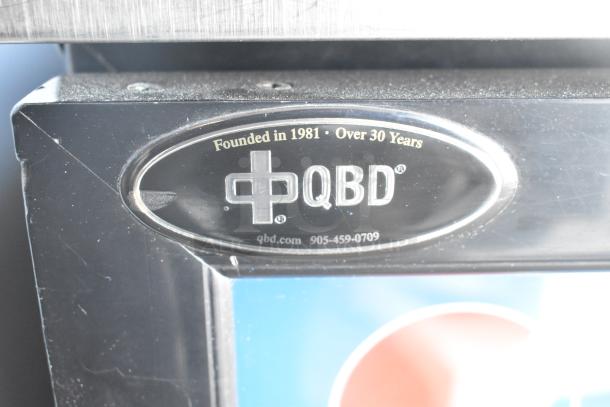 Founded in 1981 · Over 30 Years
QBD®
qbd.com 905-459-0709